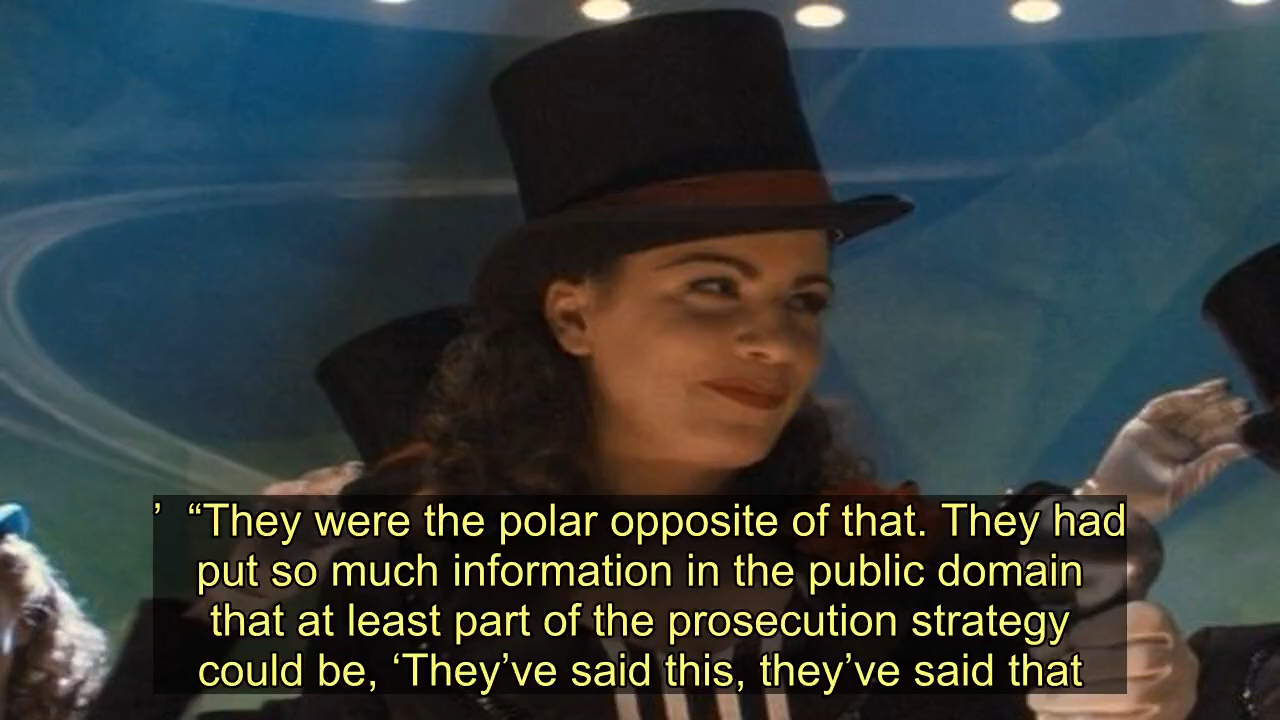 ’ “They were the polar opposite of that. They had
put so much information in the public domain
that at least part of the prosecution strategy
could be, ‘They’ve said this, they’ve said that